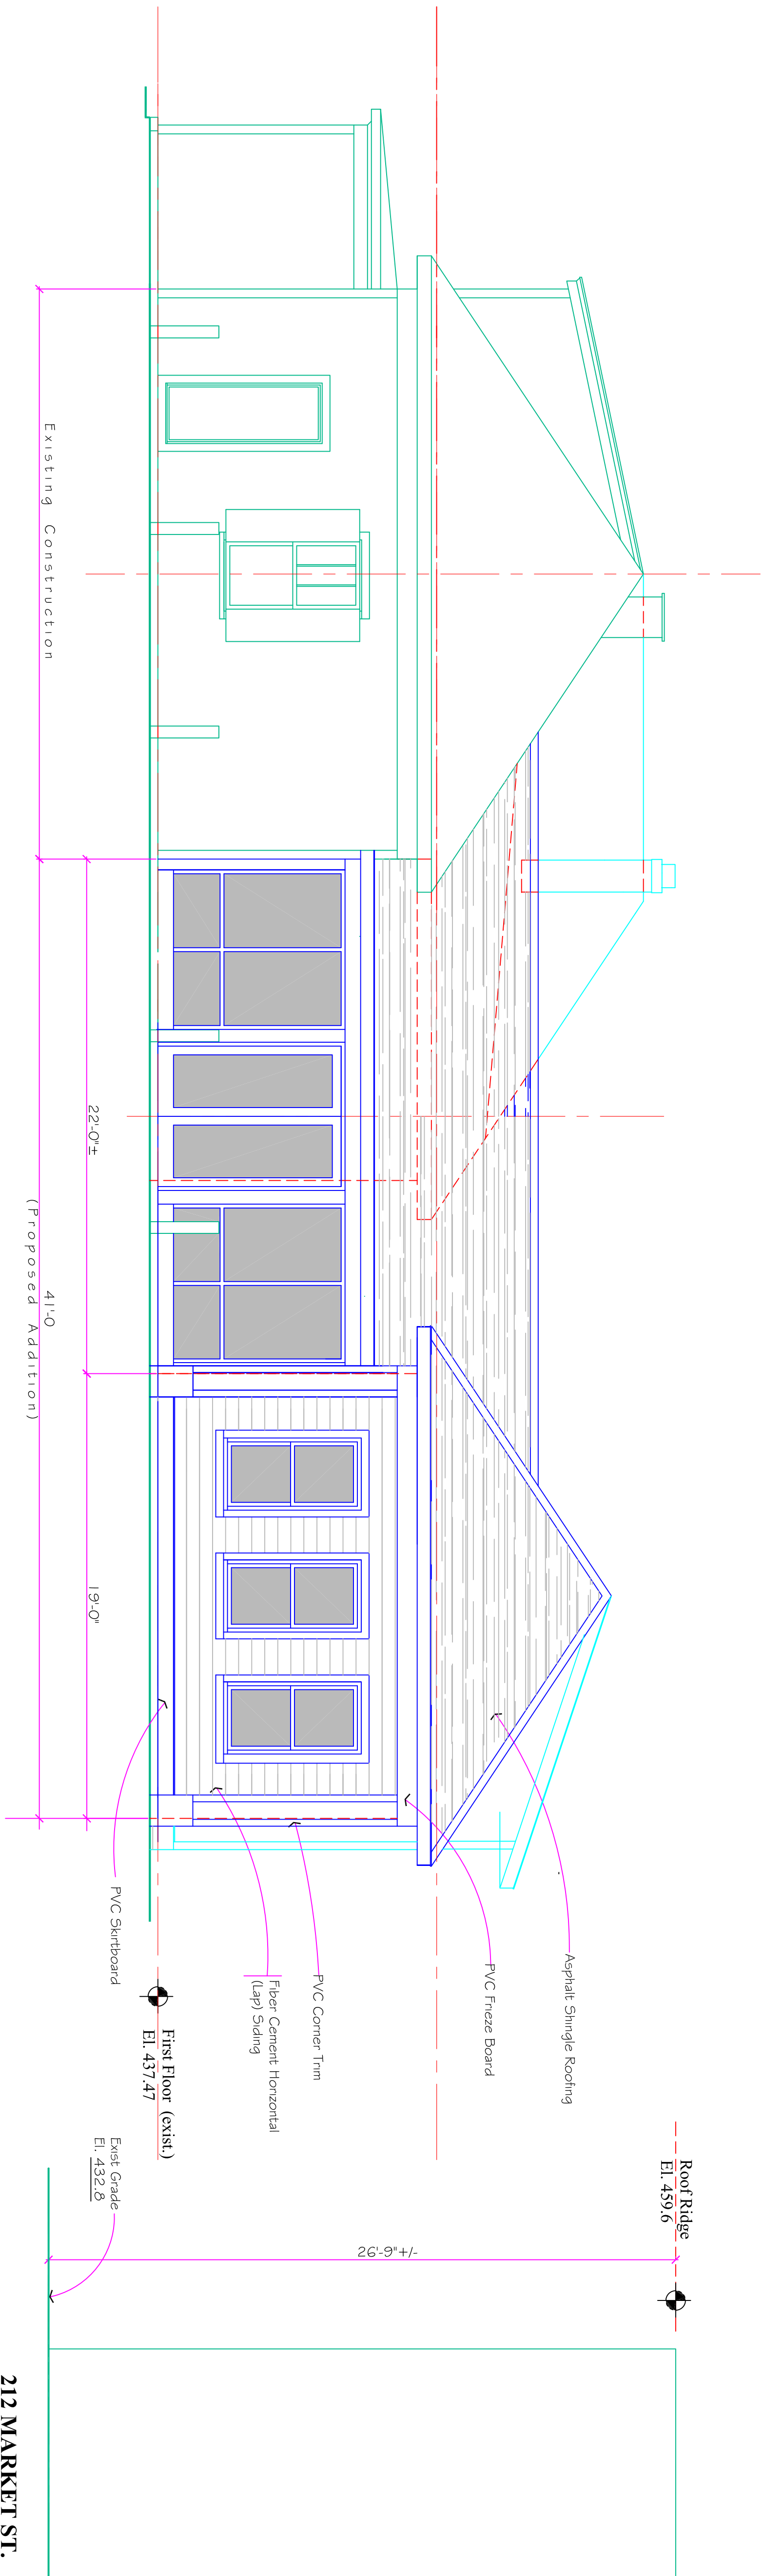 Roof Ridge
El. 459.6
26'-9"+/-
Asphalt Shingle Roofing
PVC Frieze Board
PVC Corner Trim
Fiber Cement Horizontal
(Lap) Siding
PVC Skirtboard
First Floor (exist.)
El. 437.47
Exist Grade
El. 432.8
22'-0"±
19'-0"
Existing Construction
41'-0
(Proposed Addition)
212 MARKET ST.